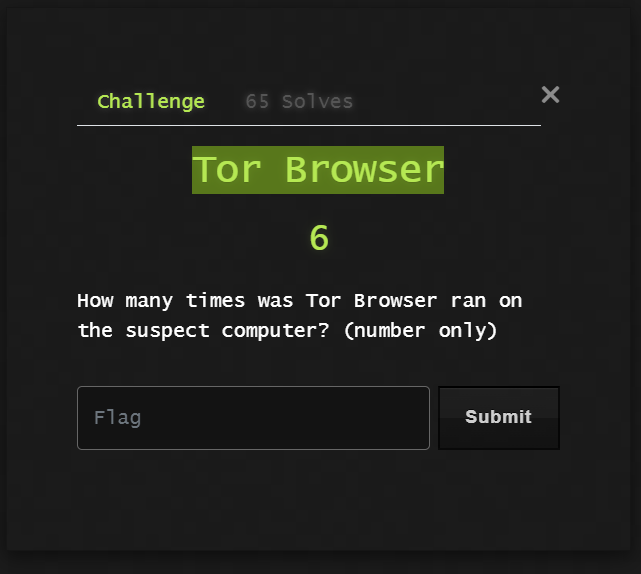 Challenge 65 Solves ×
Tor Browser
6
How many times was Tor Browser ran on
the suspect computer? (number only)
Flag Submit